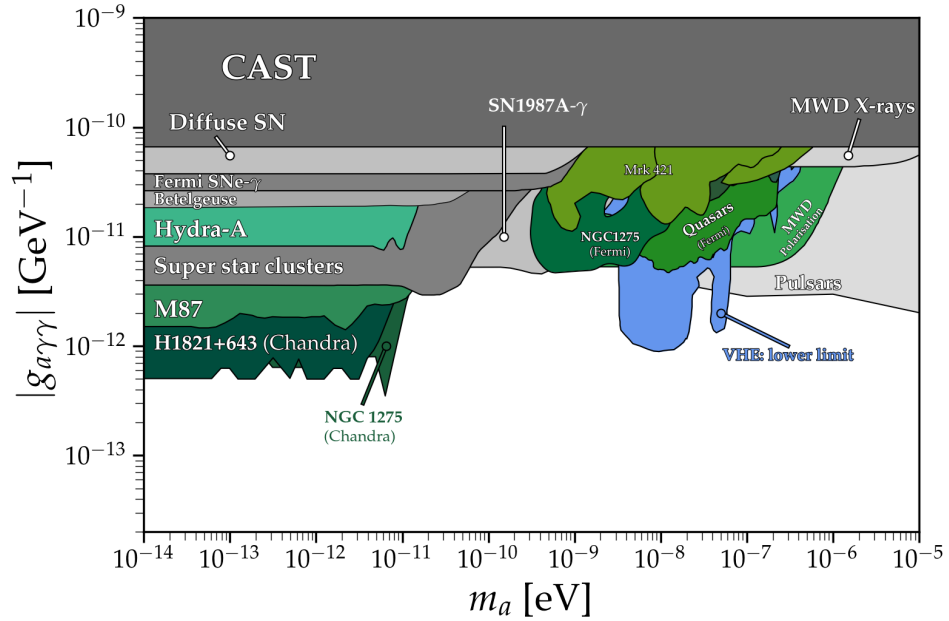 10⁻⁹
CAST
SN1987A-γ
MWD X-rays
10⁻¹⁰
Diffuse SN
Mrk 421
Fermi SNe-γ
Betelgeuse
Hydra-A
10⁻¹¹
NGC1275
(Fermi)
Quasars
(Fermi)
MWD
Polarisation
Super star clusters
Pulsars
M87
10⁻¹²
H1821+643 (Chandra)
VHE: lower limit
NGC 1275
(Chandra)
10⁻¹³
|g_{aγγ}| [GeV⁻¹]
10⁻¹⁴ 10⁻¹³ 10⁻¹² 10⁻¹¹ 10⁻¹⁰ 10⁻⁹ 10⁻⁸ 10⁻⁷ 10⁻⁶ 10⁻⁵
m_a [eV]